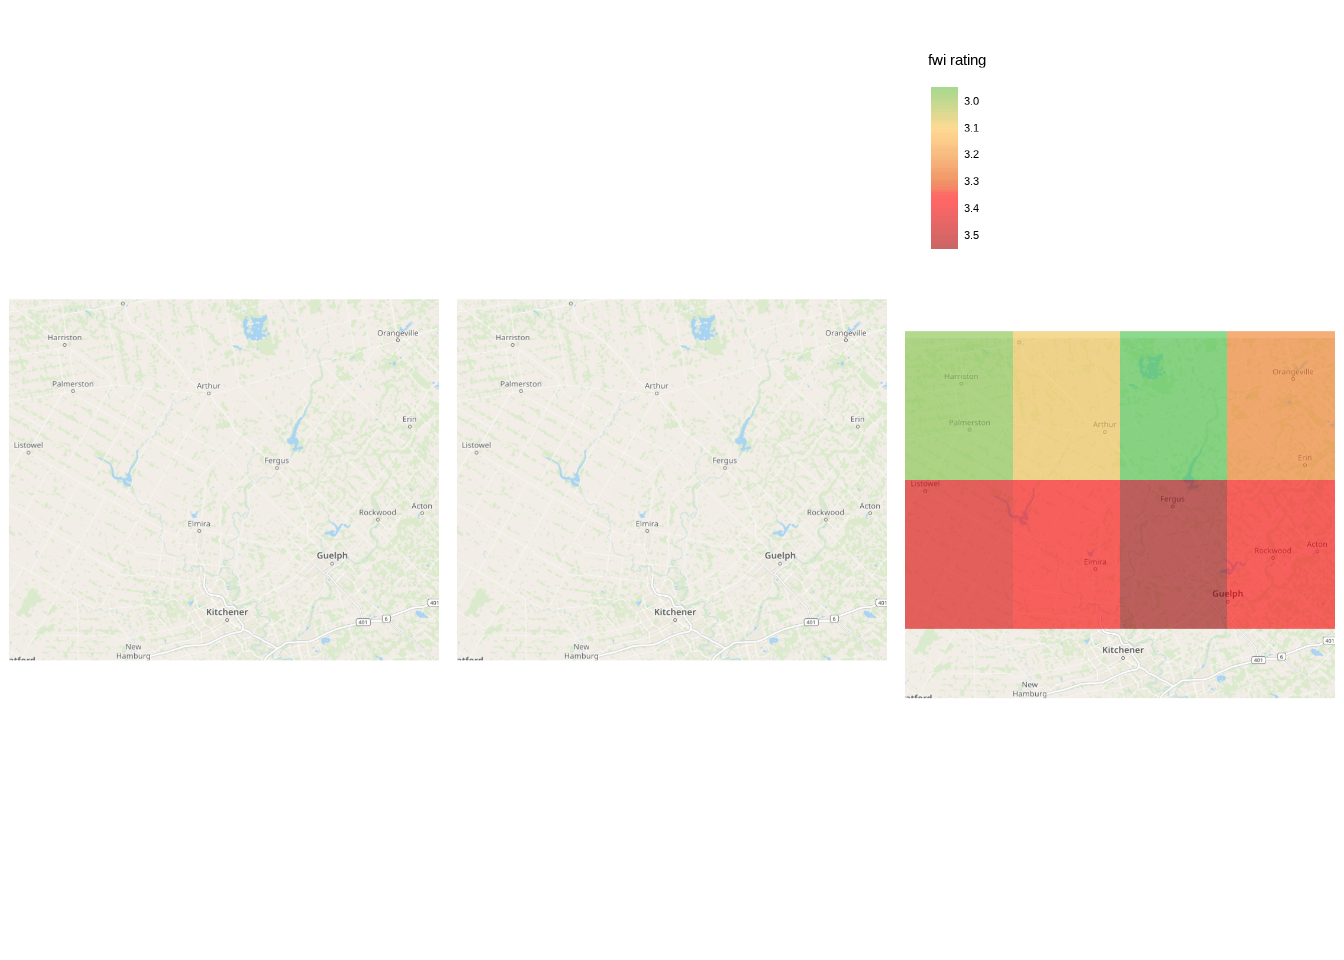 fwi rating
3.0
3.1
3.2
3.3
3.4
3.5
Harriston
Orangeville
Palmerston
Arthur
Erin
Listowel
Fergus
Acton
Rockwood
Elmira
Guelph
401
Kitchener
401
6
New
Hamburg
atford
Harriston
Orangeville
Palmerston
Arthur
Erin
Listowel
Fergus
Acton
Rockwood
Elmira
Guelph
401
Kitchener
401
6
New
Hamburg
atford
Orangeville
Harriston
Palmerston
Arthur
Erin
Listowel
Fergus
Acton
Rockwood
Elmira
Guelph
401
Kitchener
401
6
New
Hamburg
atford